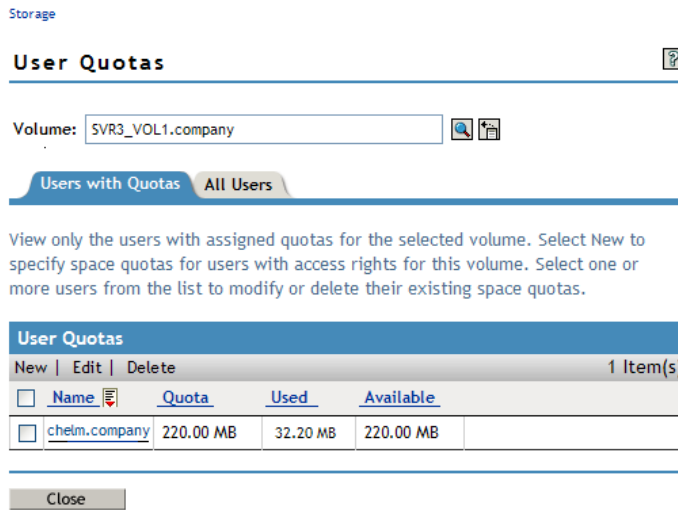 Storage
User Quotas
?
Volume: SVR3_VOL1.company
Users with Quotas All Users
View only the users with assigned quotas for the selected volume. Select New to
specify space quotas for users with access rights for this volume. Select one or
more users from the list to modify or delete their existing space quotas.
User Quotas
New | Edit | Delete 1 Item(s
Name Quota Used Available
chelm.company 220.00 MB 32.20 MB 220.00 MB
Close